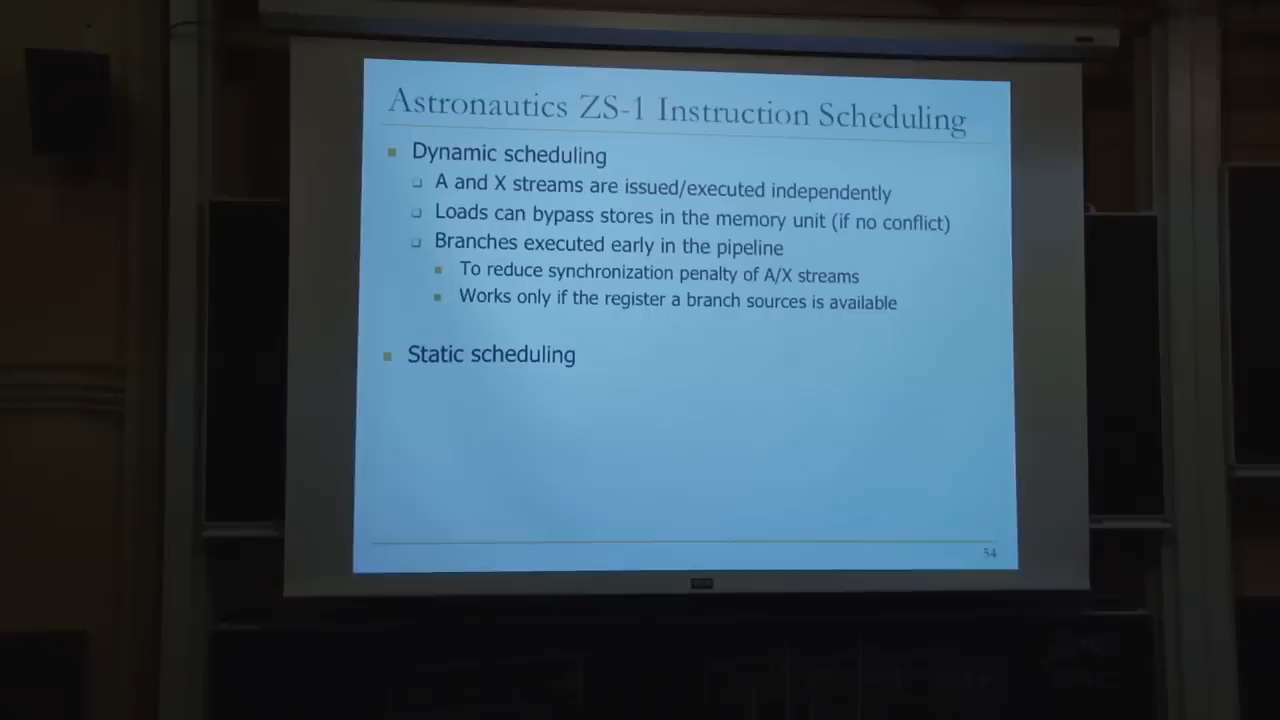 Astronautics ZS-1 Instruction Scheduling
Dynamic scheduling
A and X streams are issued/executed independently
Loads can bypass stores in the memory unit (if no conflict)
Branches executed early in the pipeline
To reduce synchronization penalty of A/X streams
Works only if the register a branch sources is available
Static scheduling
54